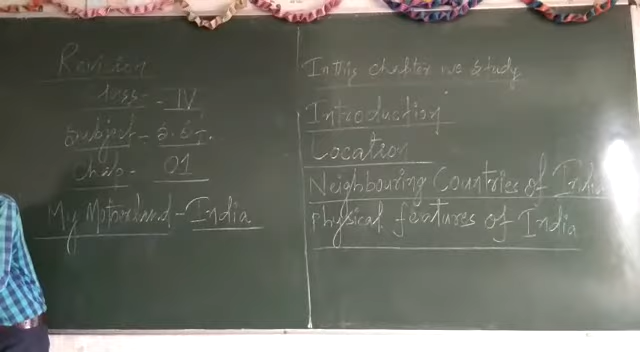 Revision
Class - IV
Subject - S.S.T.
Chap - 01
My Motherland - India
In this chapter we study
Introduction
Location
Neighbouring Countries of India
Physical features of India